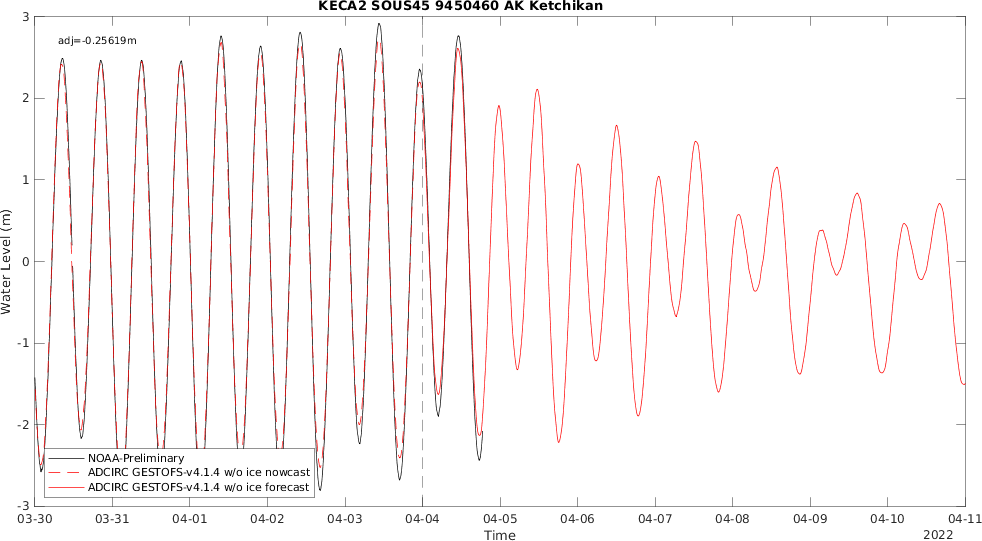 KECA2 SOUS45 9450460 AK Ketchikan
adj=-0.25619m
3
2
1
0
-1
-2
-3
Water Level (m)
NOAA-Preliminary
ADCIRC GESTOFS-v4.1.4 w/o ice nowcast
ADCIRC GESTOFS-v4.1.4 w/o ice forecast
03-30 03-31 04-01 04-02 04-03 04-04 04-05 04-06 04-07 04-08 04-09 04-10 04-11
Time
2022